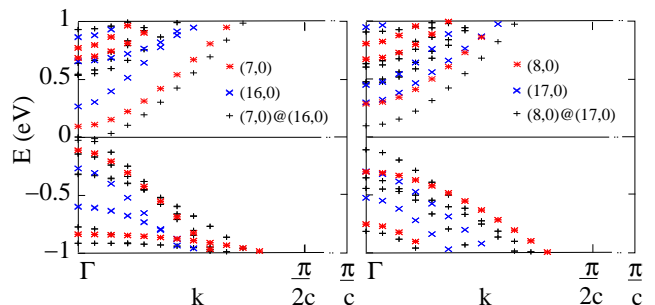 1
0.5
0
−0.5
−1
E (eV)
(7,0)
(16,0)
(7,0)@(16,0)
(8,0)
(17,0)
(8,0)@(17,0)
Γ
k
π/2c
π/c
Γ
k
π/2c
π/c